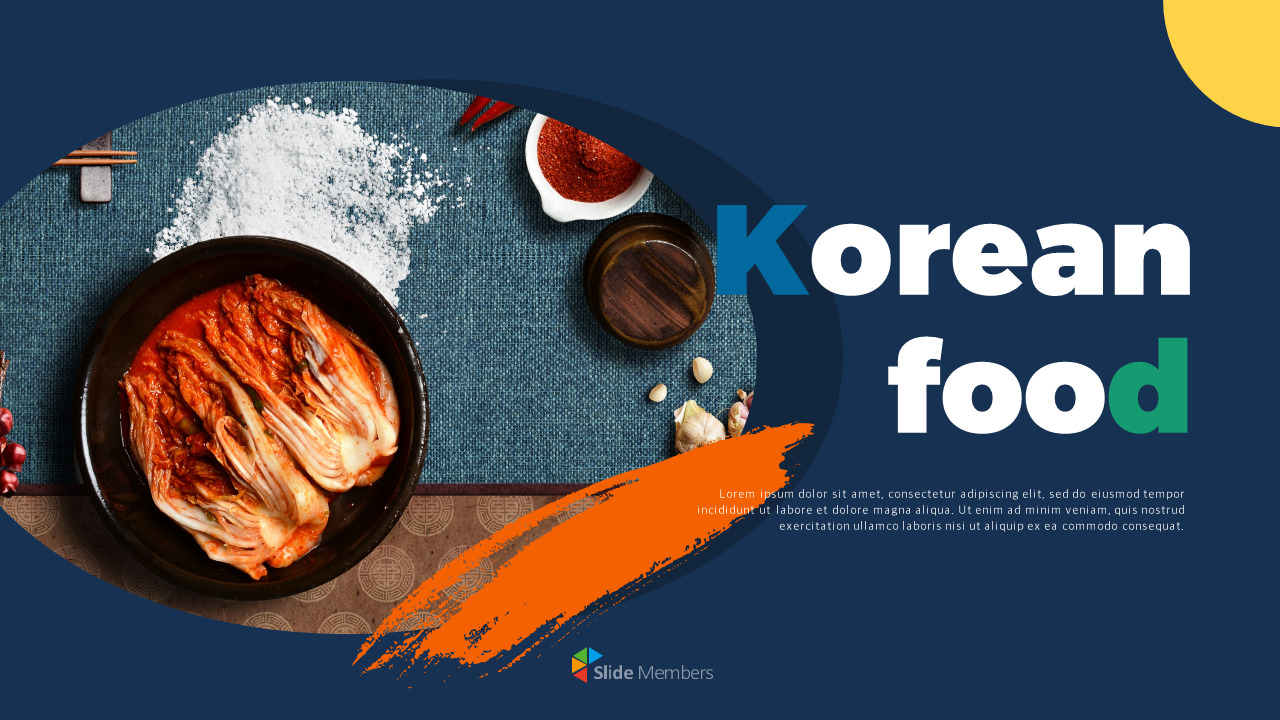 Korean
food
Lorem ipsum dolor sit amet, consectetur adipiscing elit, sed do eiusmod tempor
incididunt ut labore et dolore magna aliqua. Ut enim ad minim veniam, quis nostrud
exercitation ullamco laboris nisi ut aliquip ex ea commodo consequat.
Slide Members